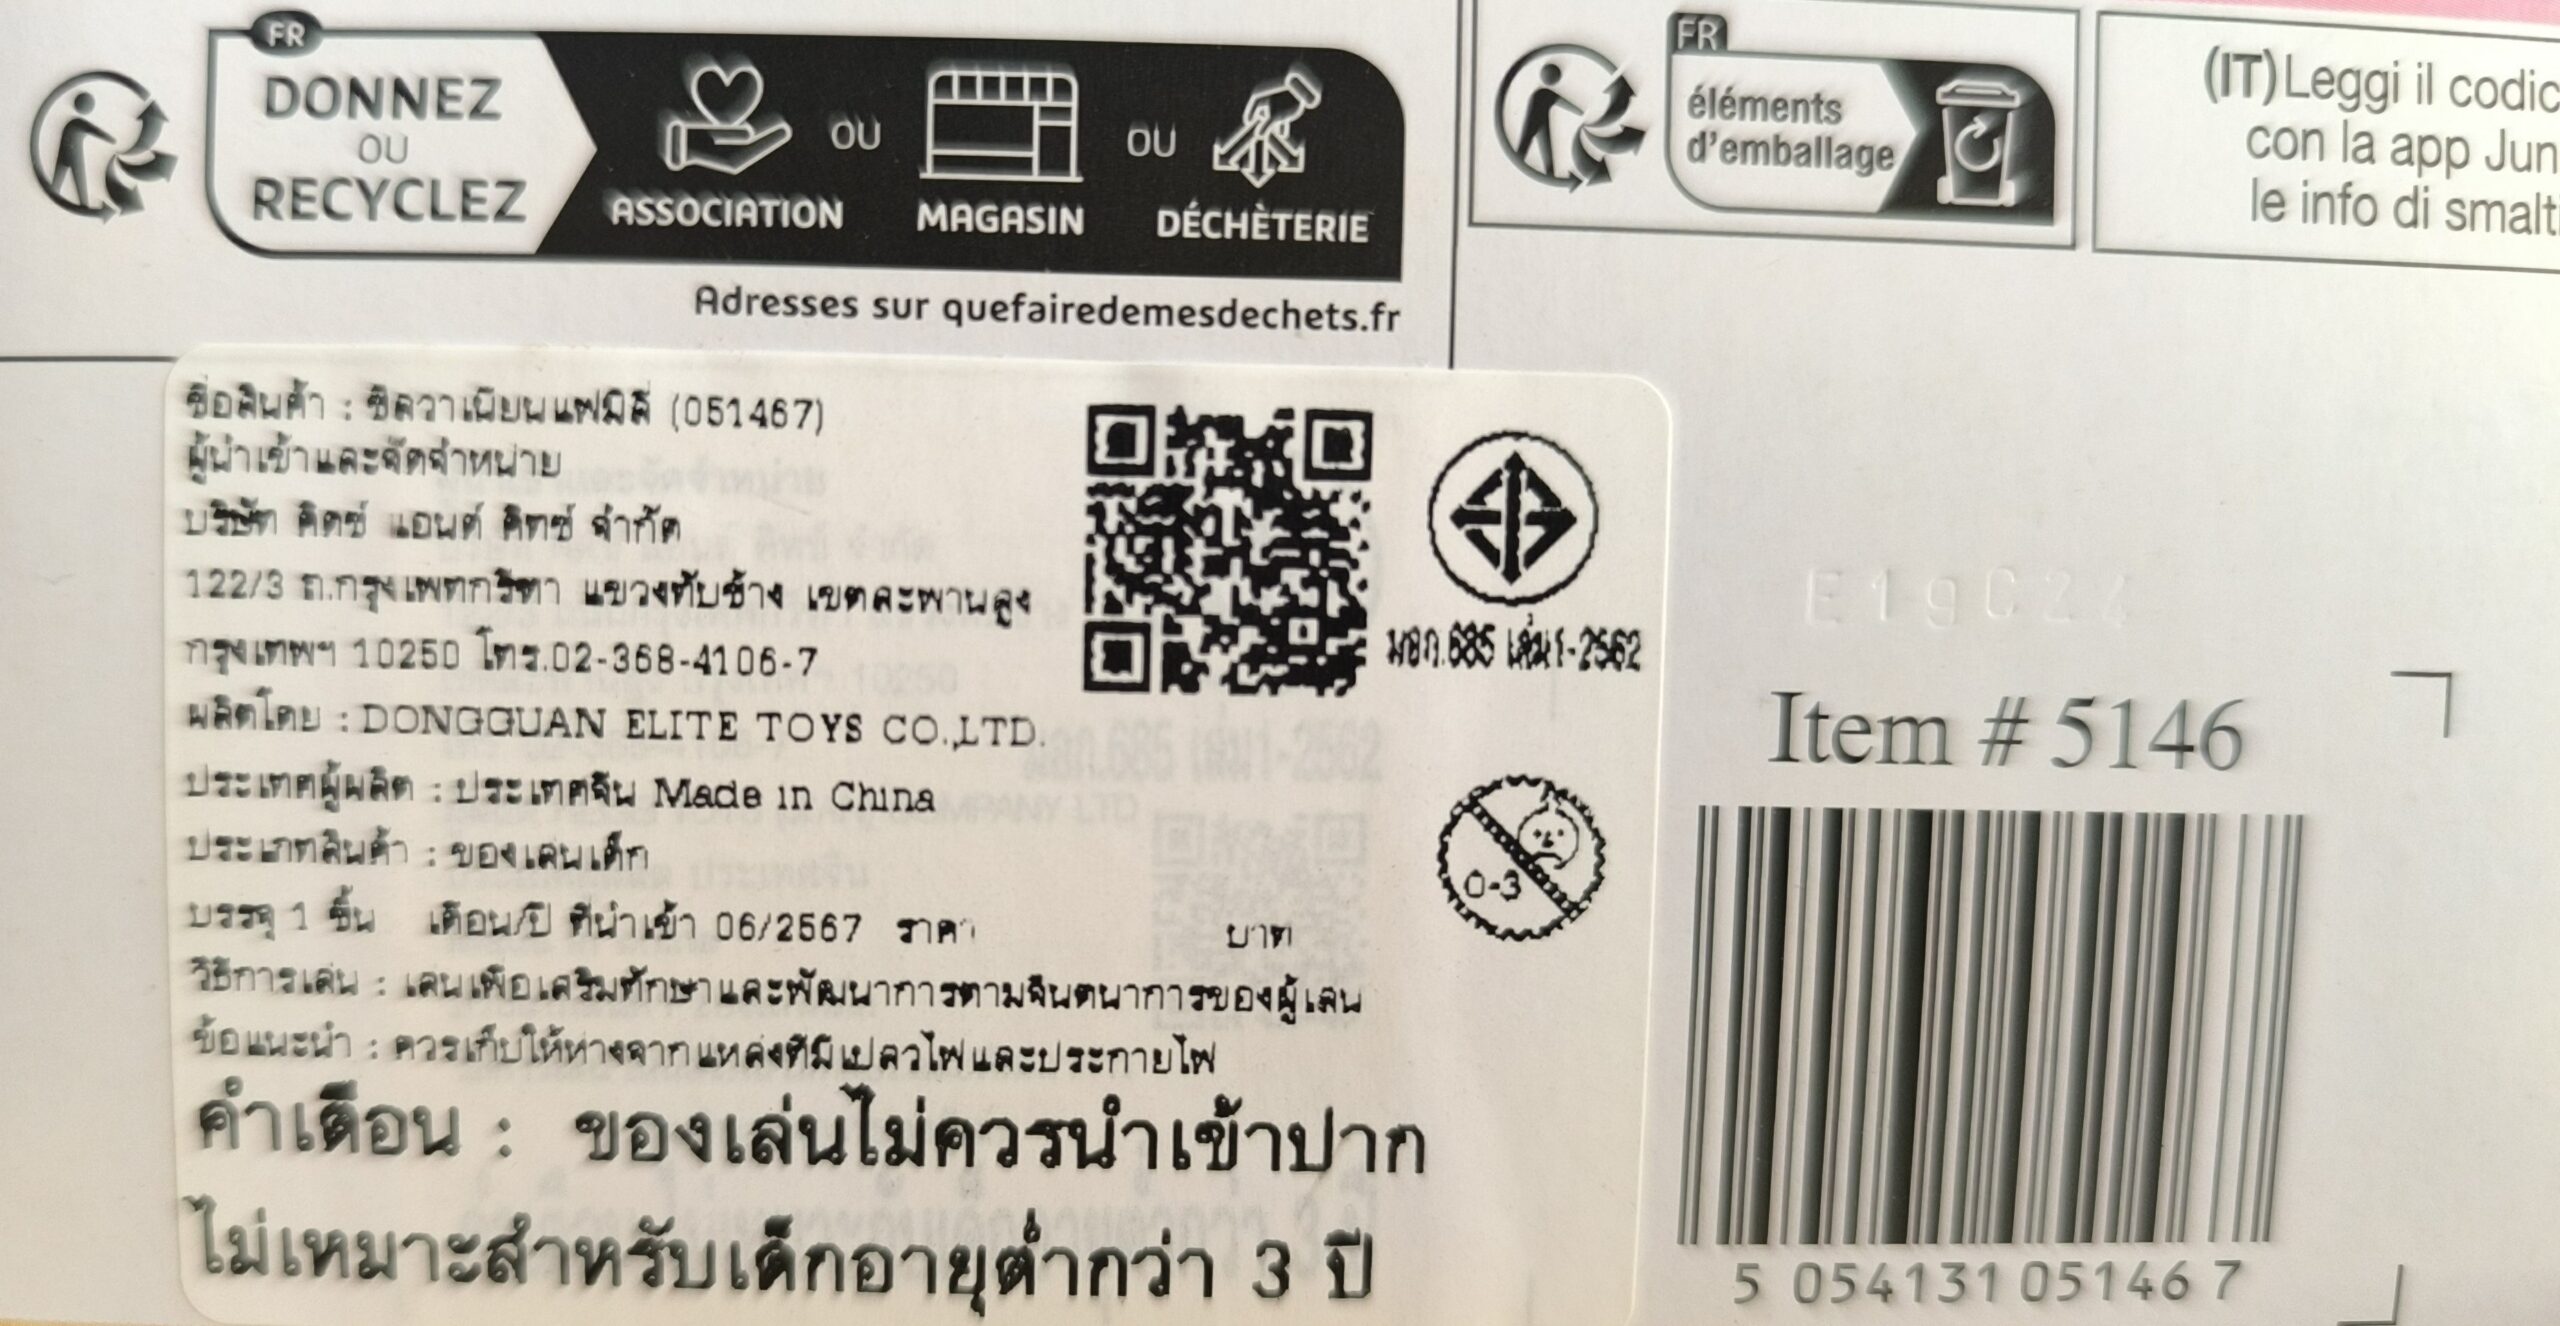 FR
DONNEZ
OU
RECYCLEZ
ASSOCIATION
OU
MAGASIN
OU
DÉCHÈTERIE
Adresses sur quefairedemesdechets.fr
FR
éléments
d'emballage
(IT)Leggi il codic
con la app Jun
le info di smalti
ชื่อสินค้า : ซิลวาเนียนแฟมิลี่ (051467)
ผู้นำเข้าและจัดจำหน่าย
บริษัท คิดซ์ แอนด์ คิทซ์ จำกัด
122/3 ถ.กรุงเทพกรีฑา แขวงทับช้าง เขตสะพานสูง
กรุงเทพฯ 10250 โทร.02-368-4106-7
ผลิตโดย : DONGGUAN ELITE TOYS CO.,LTD.
ประเทศผู้ผลิต : ประเทศจีน Made in China
ประเภทสินค้า : ของเล่นเด็ก
บรรจุ 1 ชิ้น เดือน/ปี ที่นำเข้า 06/2567 ราคา บาท
วิธีการเล่น : เล่นเพื่อเสริมทักษาและพัฒนาการตามจินตนาการของผู้เล่น
ข้อแนะนำ : ควรเก็บให้ห่างจากแหล่งที่มีเปลวไฟและประกายไฟ
คำเตือน : ของเล่นไม่ควรนำเข้าปาก
ไม่เหมาะสำหรับเด็กอายุต่ำกว่า 3 ปี
มอก.685 เล่ม1-2562
0-3
E19C24
Item # 5146
5 054131 051467